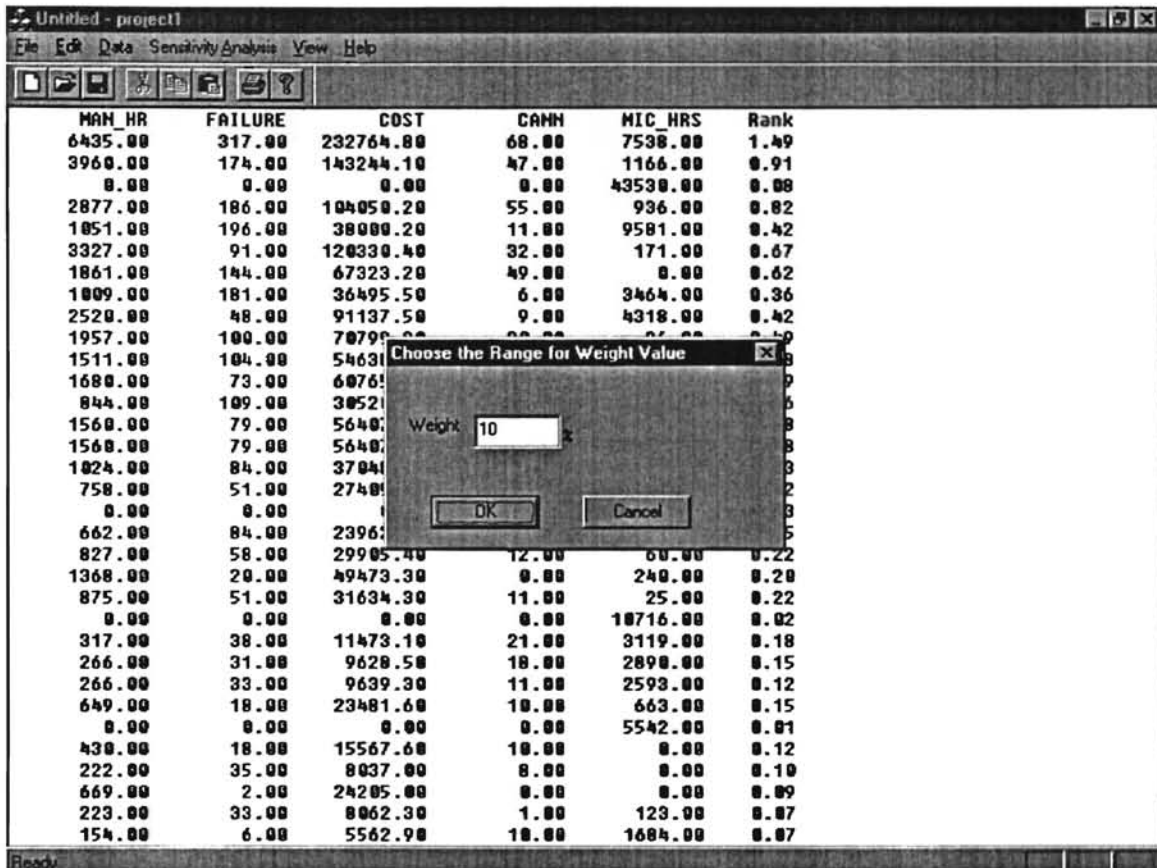 Untitled - project1
File Edit Data Sensitivity Analysis View Help
MAN_HR FAILURE COST CANN MIC_HRS Rank
6435.00 317.00 232764.80 68.00 7538.00 1.49
3960.00 174.00 143244.10 47.00 1166.00 0.91
0.00 0.00 0.00 0.00 43530.00 0.08
2877.00 186.00 104050.20 55.00 936.00 0.82
1051.00 196.00 38009.20 11.00 9581.00 0.42
3327.00 91.00 120330.40 32.00 171.00 0.67
1861.00 144.00 67323.20 49.00 0.00 0.62
1009.00 181.00 36495.50 6.00 3464.00 0.36
2520.00 48.00 91137.50 9.00 4318.00 0.42
1957.00 100.00
1511.00 104.00
1680.00 73.00
844.00 109.00
1560.00 79.00
1560.00 79.00
1024.00 84.00
758.00 51.00
0.00 0.00
662.00 84.00
827.00 58.00 29905.40 12.00 60.00 0.22
1368.00 20.00 49473.30 0.00 240.00 0.20
875.00 51.00 31634.30 11.00 25.00 0.22
0.00 0.00 0.00 0.00 10716.00 0.02
317.00 38.00 11473.10 21.00 3119.00 0.18
266.00 31.00 9628.50 18.00 2890.00 0.15
266.00 33.00 9639.30 11.00 2593.00 0.12
649.00 18.00 23481.60 10.00 663.00 0.15
0.00 0.00 0.00 0.00 5542.00 0.01
430.00 18.00 15567.60 10.00 0.00 0.12
222.00 35.00 8037.00 8.00 0.00 0.10
669.00 2.00 24205.00 0.00 0.00 0.09
223.00 33.00 8062.30 1.00 123.00 0.07
154.00 6.00 5562.90 10.00 1684.00 0.07
Choose the Range for Weight Value
Weight 10 %
OK Cancel
Ready